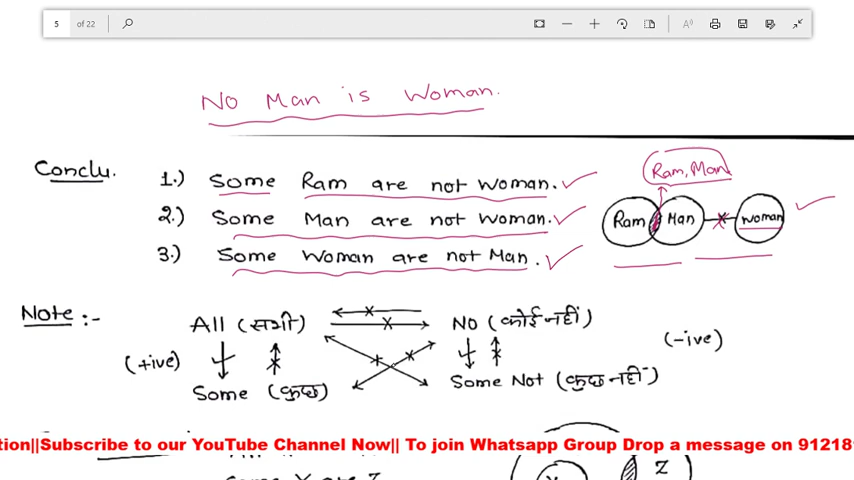 5 of 22
No Man is Woman.
Conclu.
1.) Some Ram are not Woman.
2.) Some Man are not Woman.
3.) Some Woman are not Man.
Ram, Man
Ram Man Woman
Note :-
All (सभी) No (कोई नहीं)
(+ive) (-ive)
Some (कुछ) Some Not (कुछ नहीं)
tion||Subscribe to our YouTube Channel Now|| To join Whatsapp Group Drop a message on 91218
Z